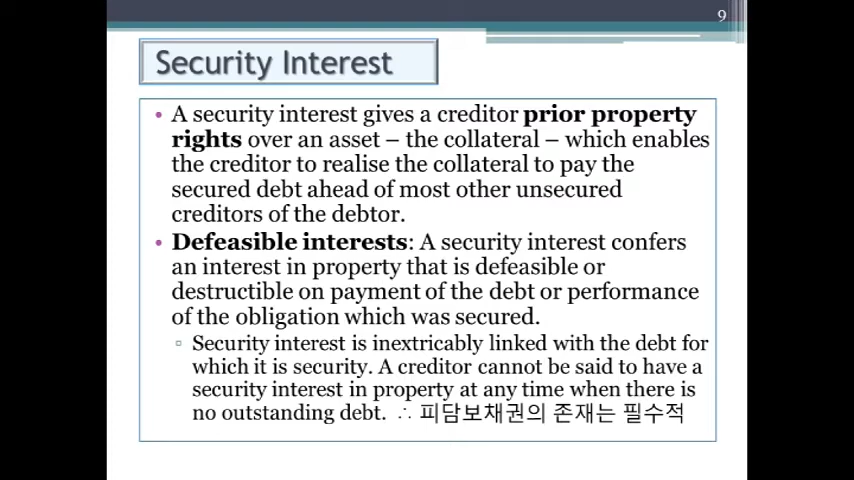 9
Security Interest
• A security interest gives a creditor prior property
rights over an asset – the collateral – which enables
the creditor to realise the collateral to pay the
secured debt ahead of most other unsecured
creditors of the debtor.
• Defeasible interests: A security interest confers
an interest in property that is defeasible or
destructible on payment of the debt or performance
of the obligation which was secured.
▫ Security interest is inextricably linked with the debt for
which it is security. A creditor cannot be said to have a
security interest in property at any time when there is
no outstanding debt. ∴ 피담보채권의 존재는 필수적